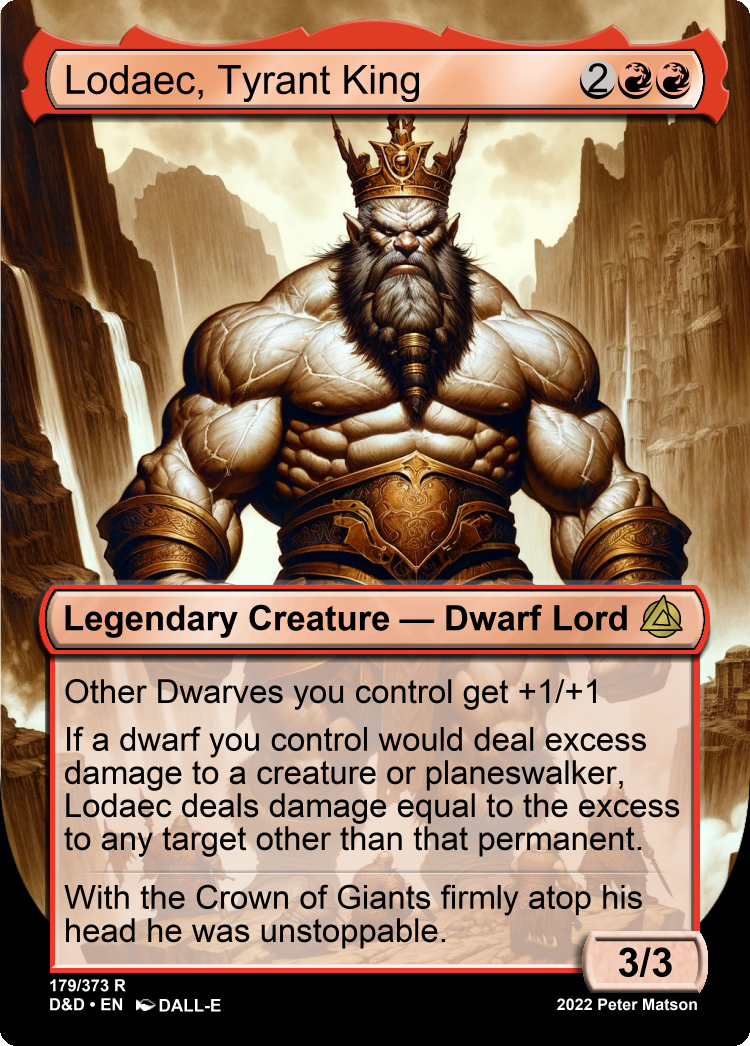 Lodaec, Tyrant King 2
Legendary Creature — Dwarf Lord
Other Dwarves you control get +1/+1
If a dwarf you control would deal excess
damage to a creature or planeswalker,
Lodaec deals damage equal to the excess
to any target other than that permanent.
With the Crown of Giants firmly atop his
head he was unstoppable.
3/3
179/373 R
D&D • EN DALL-E
2022 Peter Matson